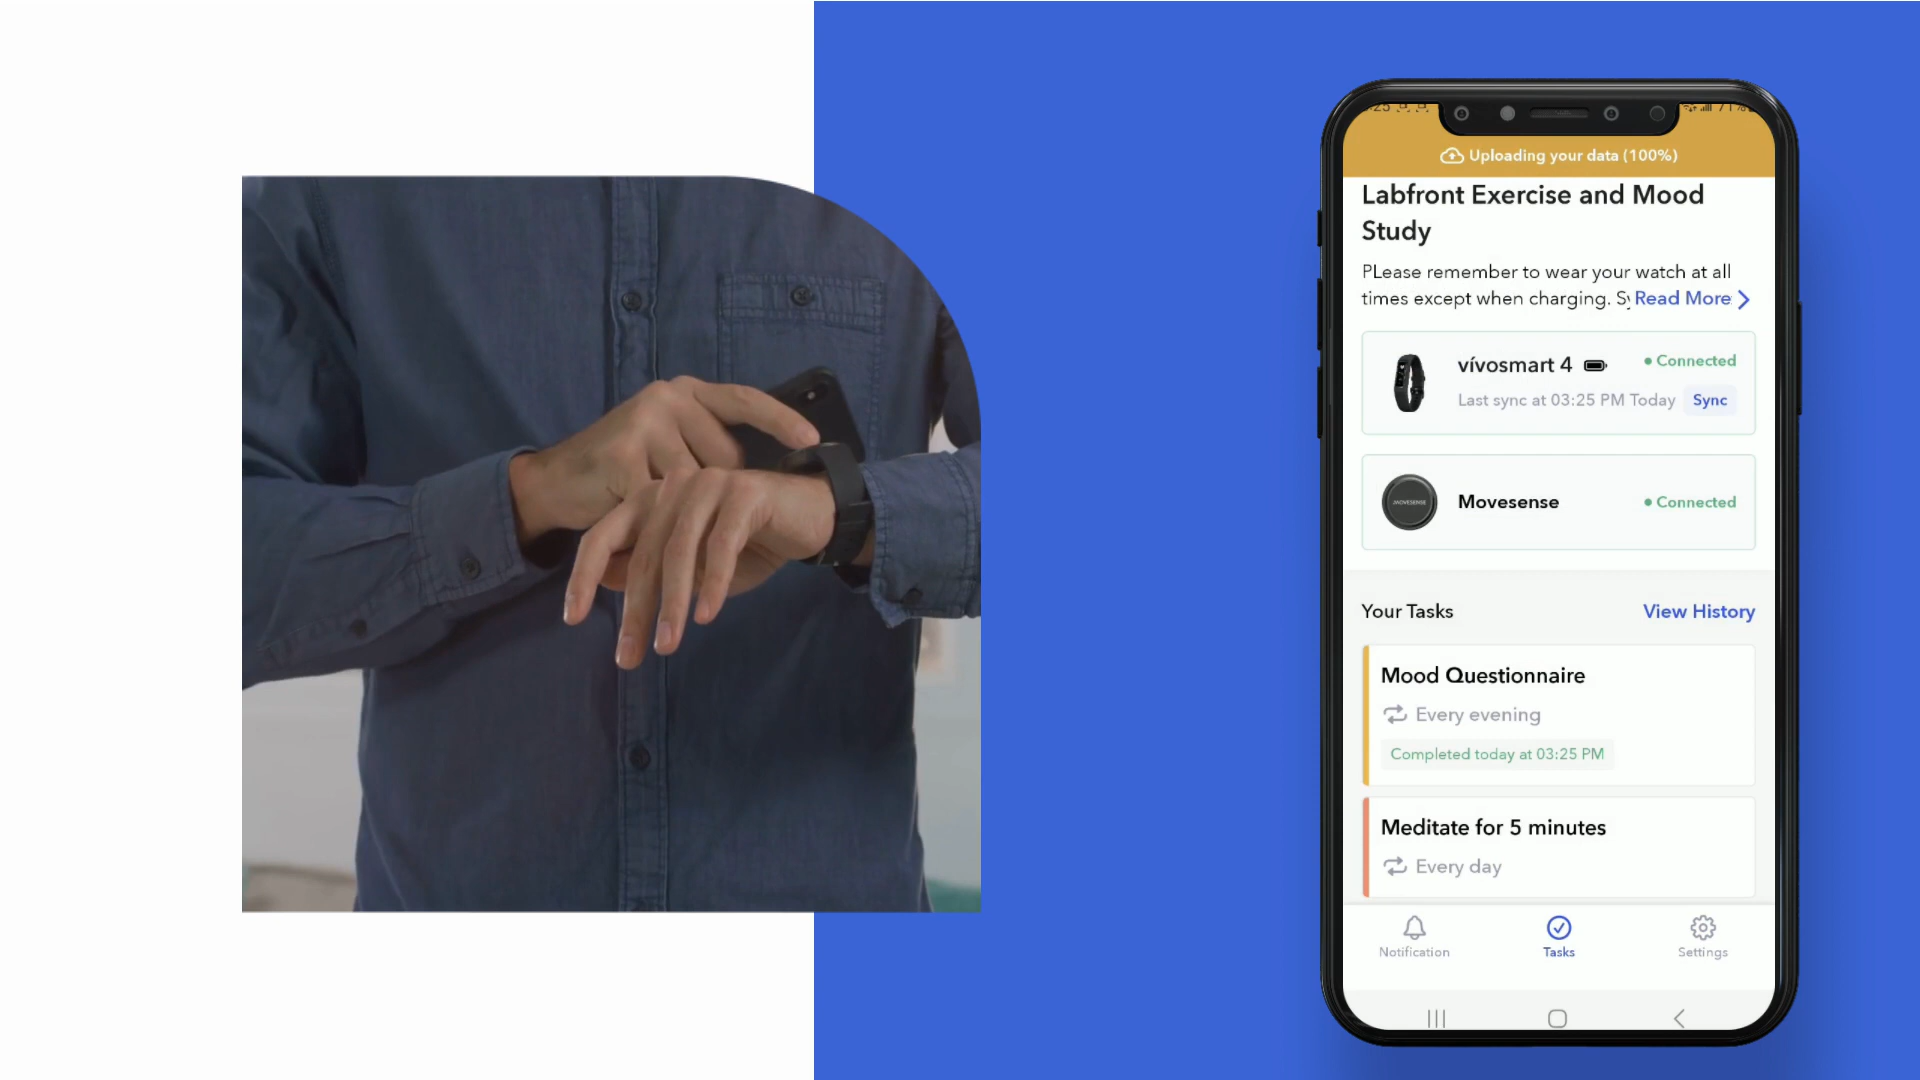 Uploading your data (100%)
Labfront Exercise and Mood
Study
PLease remember to wear your watch at all
times except when charging. Sy Read More
vívosmart 4
Connected
Last sync at 03:25 PM Today
Sync
MOVESENSE
Movesense
Connected
Your Tasks
View History
Mood Questionnaire
Every evening
Completed today at 03:25 PM
Meditate for 5 minutes
Every day
Notification
Tasks
Settings